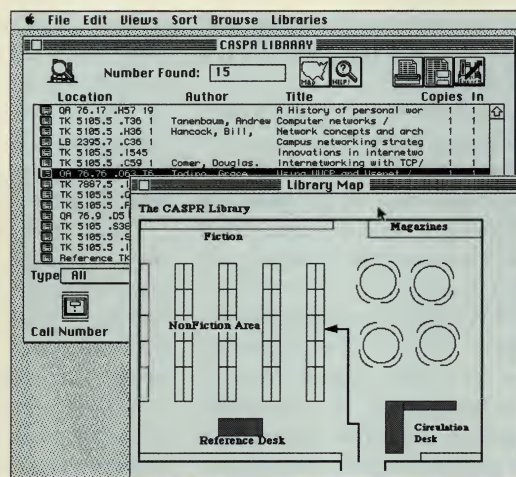 File Edit Views Sort Browse Libraries
CASPR LIBRARY
Number Found: 15
MAP
HELP!
Location Author Title Copies In
QA 76.17 .H57 19 A History of personal wor 1 1
TK 5105.5 .T36 1 Tanenbaum, Andrew Computer networks / 1 1
TK 5105.5 .H36 1 Hancock, Bill, Network concepts and arch 1 1
LB 2395.7 .C36 1 Campus networking strateg 1 1
TK 5105.5 .I545 Innovations in internetwo 1 1
TK 5105.5 .C59 1 Comer, Douglas. Internetworking with TCP/ 1 1
QA 76.76 .O63 T6 Todino, Grace Using UUCP and Usenet / 1 1
TK 7887.5 .I
TK 5105.5
TK 5105.5
QA 76.9 .D5
TK 5105 .S38
TK 5105.5 .S
TK 5105.5
Reference TK
Type All
Call Number
Library Map
The CASPR Library
Fiction
Magazines
NonFiction Area
Reference Desk
Circulation
Desk